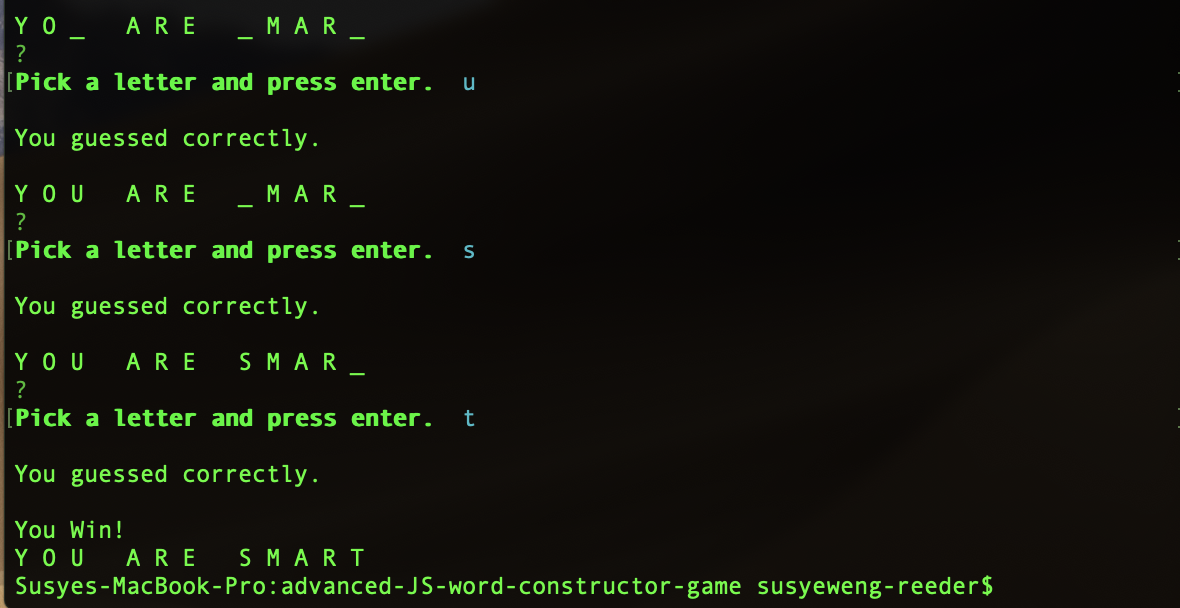 Y O _   A R E   _ M A R _
?
[Pick a letter and press enter.  u
You guessed correctly.
Y O U   A R E   _ M A R _
?
[Pick a letter and press enter.  s
You guessed correctly.
Y O U   A R E   S M A R _
?
[Pick a letter and press enter.  t
You guessed correctly.
You Win!
Y O U   A R E   S M A R T
Susyes-MacBook-Pro:advanced-JS-word-constructor-game susyeweng-reeder$